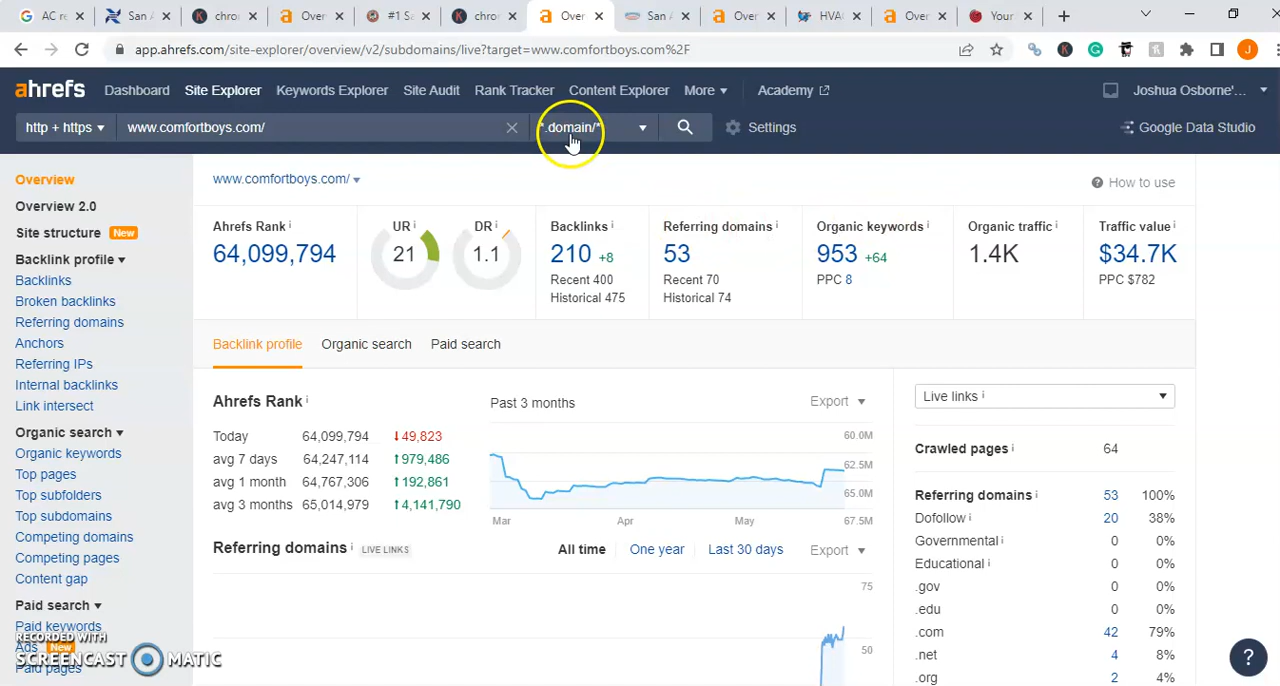 AC re
San A
chron
Over
#1 Sa
chron
Over
San A
Over
HVA
Over
Your
app.ahrefs.com/site-explorer/overview/v2/subdomains/live?target=www.comfortboys.com%2F
J
ahrefs Dashboard Site Explorer Keywords Explorer Site Audit Rank Tracker Content Explorer More Academy Joshua Osborne'...
http + https www.comfortboys.com/ *.domain/* Settings Google Data Studio
Overview
Overview 2.0
Site structure New
Backlink profile
Backlinks
Broken backlinks
Referring domains
Anchors
Referring IPs
Internal backlinks
Link intersect
Organic search
Organic keywords
Top pages
Top subfolders
Top subdomains
Competing domains
Competing pages
Content gap
Paid search
Paid keywords
Ads New
Paid pages
RECORDED WITH
SCREENCAST MATIC
www.comfortboys.com/
How to use
Ahrefs Rank
64,099,794
UR
21
DR
1.1
Backlinks
210 +8
Recent 400
Historical 475
Referring domains
53
Recent 70
Historical 74
Organic keywords
953 +64
PPC 8
Organic traffic
1.4K
Traffic value
$34.7K
PPC $782
Backlink profile Organic search Paid search
Ahrefs Rank
Past 3 months
Export
Today 64,099,794 49,823
avg 7 days 64,247,114 979,486
avg 1 month 64,767,306 192,861
avg 3 months 65,014,979 4,141,790
60.0M
62.5M
65.0M
67.5M
Mar Apr May
Referring domains LIVE LINKS All time One year Last 30 days Export
75
50
Live links
Crawled pages 64
Referring domains 53 100%
Dofollow 20 38%
Governmental 0 0%
Educational 0 0%
.gov 0 0%
.edu 0 0%
.com 42 79%
.net 4 8%
.org 2 4%
?